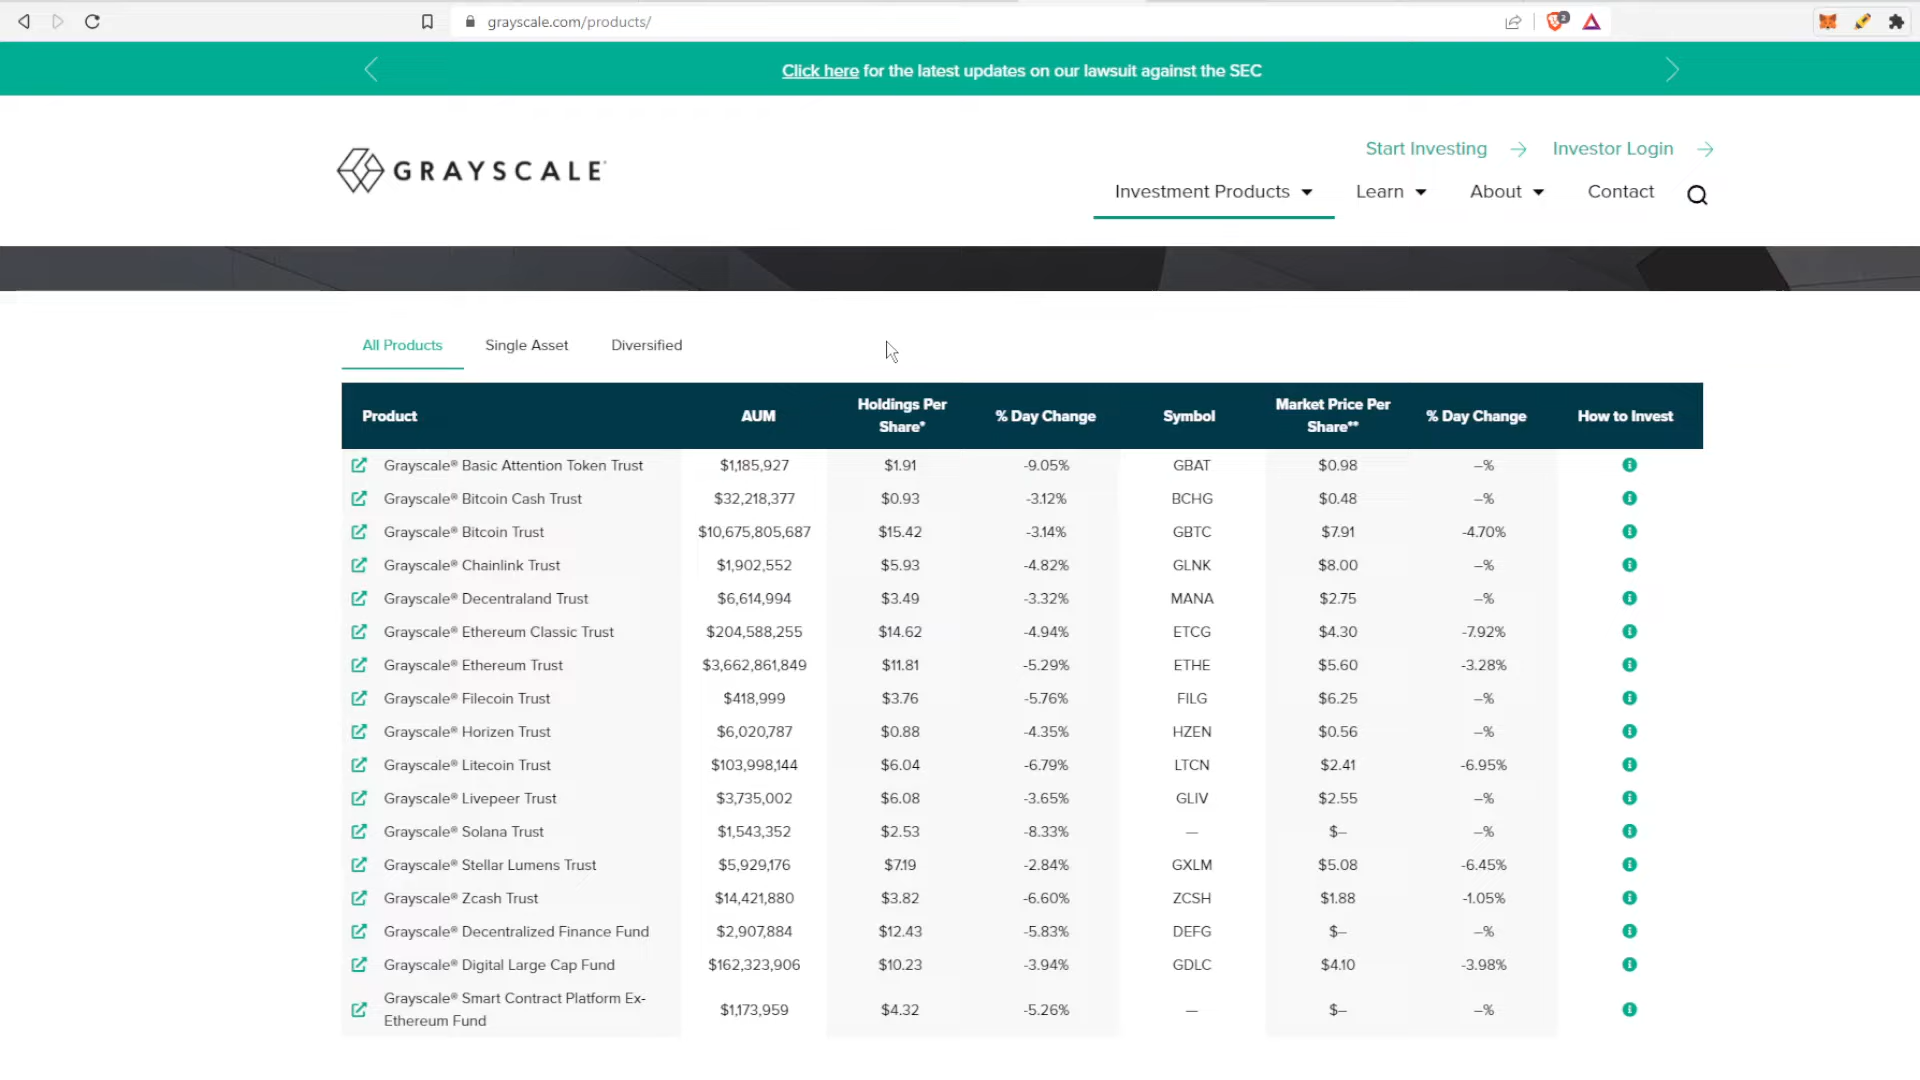 grayscale.com/products/
2
Click here for the latest updates on our lawsuit against the SEC
GRAYSCALE®
Start Investing → Investor Login →
Investment Products Learn About Contact
All Products Single Asset Diversified
Product AUM Holdings Per Share* % Day Change Symbol Market Price Per Share** % Day Change How to Invest
Grayscale® Basic Attention Token Trust $1,185,927 $1.91 -9.05% GBAT $0.98 –%
Grayscale® Bitcoin Cash Trust $32,218,377 $0.93 -3.12% BCHG $0.48 –%
Grayscale® Bitcoin Trust $10,675,805,687 $15.42 -3.14% GBTC $7.91 -4.70%
Grayscale® Chainlink Trust $1,902,552 $5.93 -4.82% GLNK $8.00 –%
Grayscale® Decentraland Trust $6,614,994 $3.49 -3.32% MANA $2.75 –%
Grayscale® Ethereum Classic Trust $204,588,255 $14.62 -4.94% ETCG $4.30 -7.92%
Grayscale® Ethereum Trust $3,662,861,849 $11.81 -5.29% ETHE $5.60 -3.28%
Grayscale® Filecoin Trust $418,999 $3.76 -5.76% FILG $6.25 –%
Grayscale® Horizen Trust $6,020,787 $0.88 -4.35% HZEN $0.56 –%
Grayscale® Litecoin Trust $103,998,144 $6.04 -6.79% LTCN $2.41 -6.95%
Grayscale® Livepeer Trust $3,735,002 $6.08 -3.65% GLIV $2.55 –%
Grayscale® Solana Trust $1,543,352 $2.53 -8.33% — $– –%
Grayscale® Stellar Lumens Trust $5,929,176 $7.19 -2.84% GXLM $5.08 -6.45%
Grayscale® Zcash Trust $14,421,880 $3.82 -6.60% ZCSH $1.88 -1.05%
Grayscale® Decentralized Finance Fund $2,907,884 $12.43 -5.83% DEFG $– –%
Grayscale® Digital Large Cap Fund $162,323,906 $10.23 -3.94% GDLC $4.10 -3.98%
Grayscale® Smart Contract Platform Ex-
Ethereum Fund $1,173,959 $4.32 -5.26% — $– –%